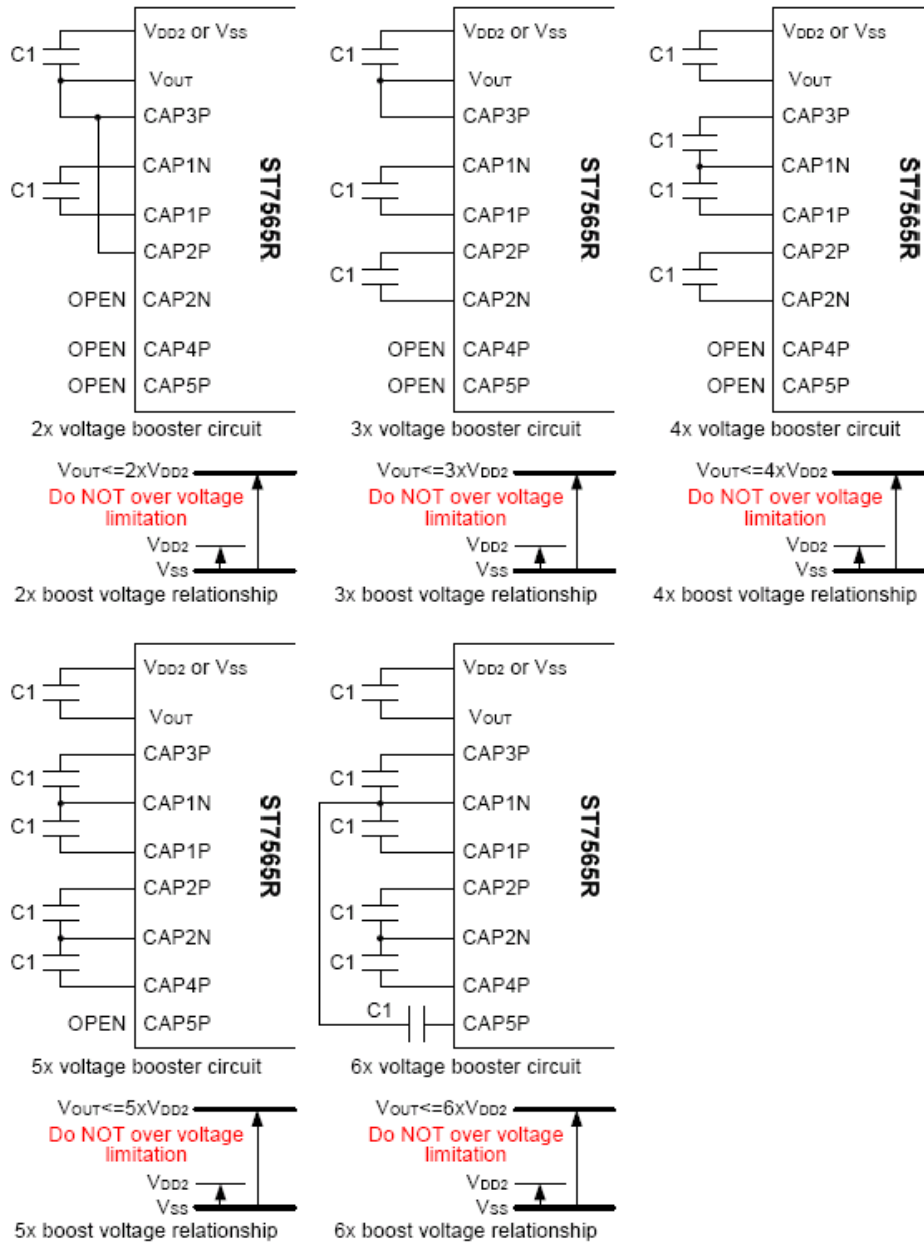 VDD2 or VSS
C1
VOUT
CAP3P
CAP1N
C1
CAP1P
CAP2P
OPEN CAP2N
OPEN CAP4P
OPEN CAP5P
ST7565R
2x voltage booster circuit
VOUT<=2xVDD2
Do NOT over voltage
limitation
VDD2
VSS
2x boost voltage relationship
VDD2 or VSS
C1
VOUT
CAP3P
CAP1N
C1
CAP1P
CAP2P
C1
CAP2N
OPEN CAP4P
OPEN CAP5P
ST7565R
3x voltage booster circuit
VOUT<=3xVDD2
Do NOT over voltage
limitation
VDD2
VSS
3x boost voltage relationship
VDD2 or VSS
C1
VOUT
CAP3P
C1
CAP1N
C1
CAP1P
CAP2P
C1
CAP2N
OPEN CAP4P
OPEN CAP5P
ST7565R
4x voltage booster circuit
VOUT<=4xVDD2
Do NOT over voltage
limitation
VDD2
VSS
4x boost voltage relationship
VDD2 or VSS
C1
VOUT
CAP3P
C1
CAP1N
C1
CAP1P
CAP2P
C1
CAP2N
C1
CAP4P
OPEN CAP5P
ST7565R
5x voltage booster circuit
VOUT<=5xVDD2
Do NOT over voltage
limitation
VDD2
VSS
5x boost voltage relationship
VDD2 or VSS
C1
VOUT
CAP3P
C1
CAP1N
C1
CAP1P
CAP2P
C1
CAP2N
C1
CAP4P
C1
CAP5P
ST7565R
6x voltage booster circuit
VOUT<=6xVDD2
Do NOT over voltage
limitation
VDD2
VSS
6x boost voltage relationship